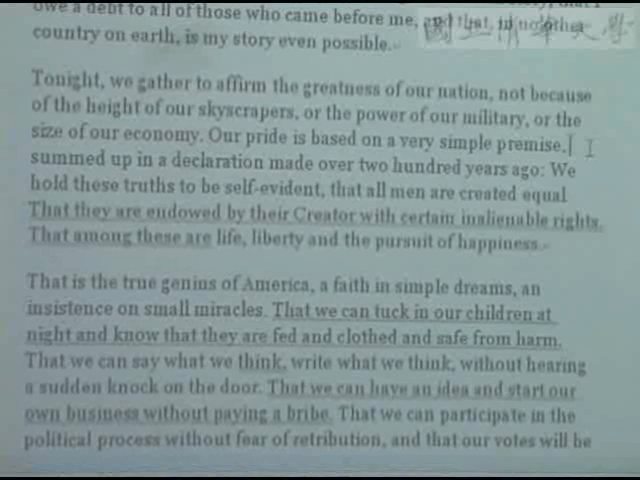 owe a debt to all of those who came before me, and that, in no other
國立清華大學
country on earth, is my story even possible.
Tonight, we gather to affirm the greatness of our nation, not because
of the height of our skyscrapers, or the power of our military, or the
size of our economy. Our pride is based on a very simple premise,
summed up in a declaration made over two hundred years ago: We
hold these truths to be self-evident, that all men are created equal
That they are endowed by their Creator with certain inalienable rights.
That among these are life, liberty and the pursuit of happiness.
That is the true genius of America, a faith in simple dreams, an
insistence on small miracles. That we can tuck in our children at
night and know that they are fed and clothed and safe from harm.
That we can say what we think, write what we think, without hearing
a sudden knock on the door. That we can have an idea and start our
own business without paying a bribe. That we can participate in the
political process without fear of retribution, and that our votes will be